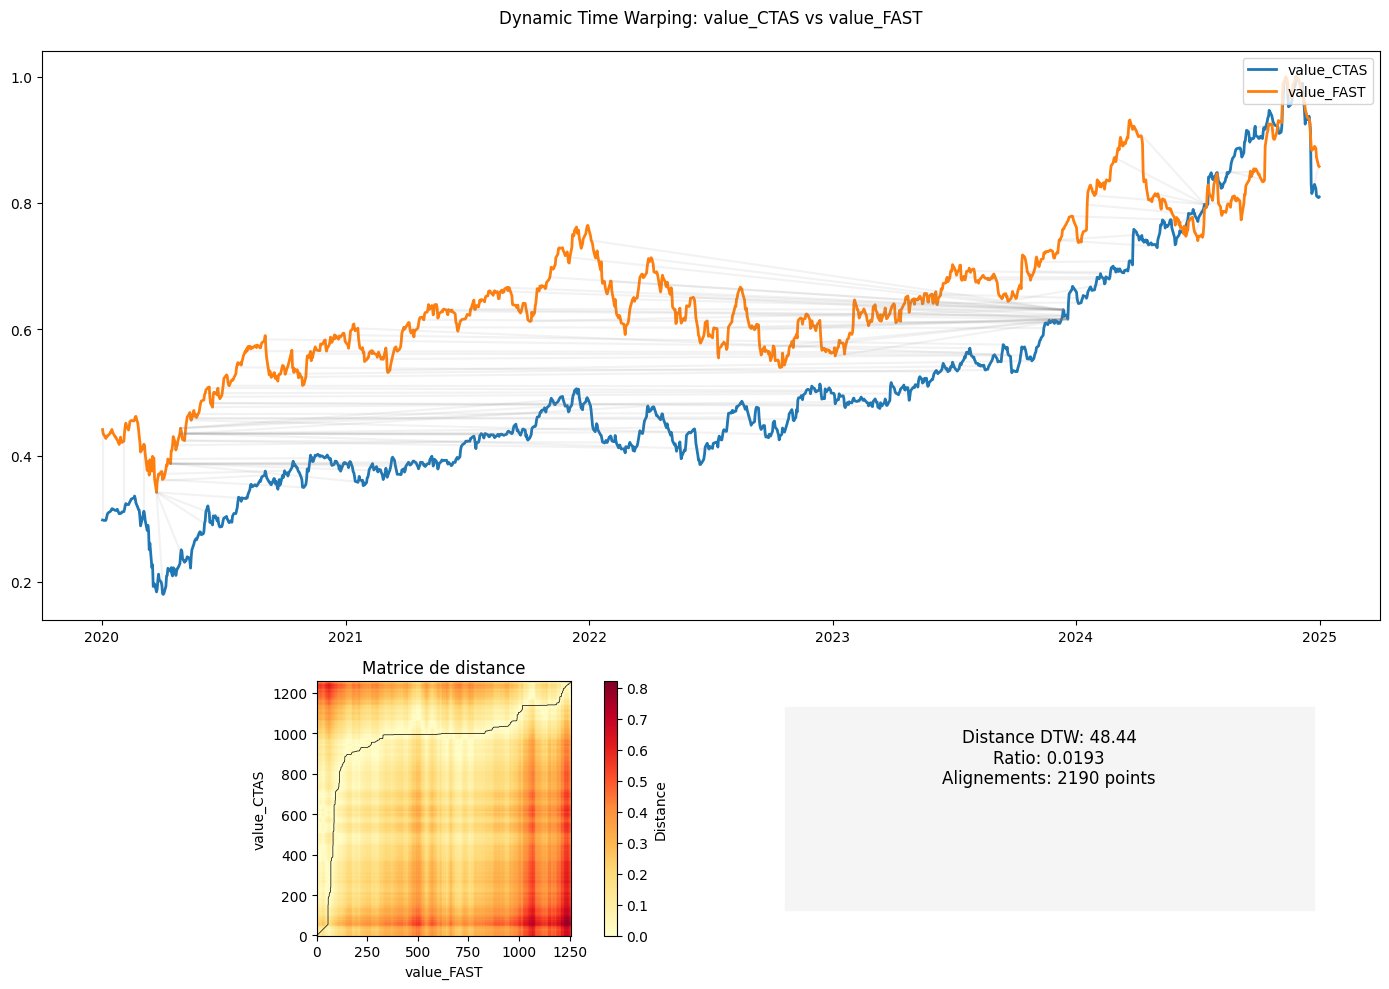 Dynamic Time Warping: value_CTAS vs value_FAST
1.0
0.8
0.6
0.4
0.2
value_CTAS
value_FAST
2020 2021 2022 2023 2024 2025
Matrice de distance
1200
1000
800
600
400
200
0
value_CTAS
0 250 500 750 1000 1250
value_FAST
0.8
0.7
0.6
0.5
0.4
0.3
0.2
0.1
0.0
Distance
Distance DTW: 48.44
Ratio: 0.0193
Alignements: 2190 points